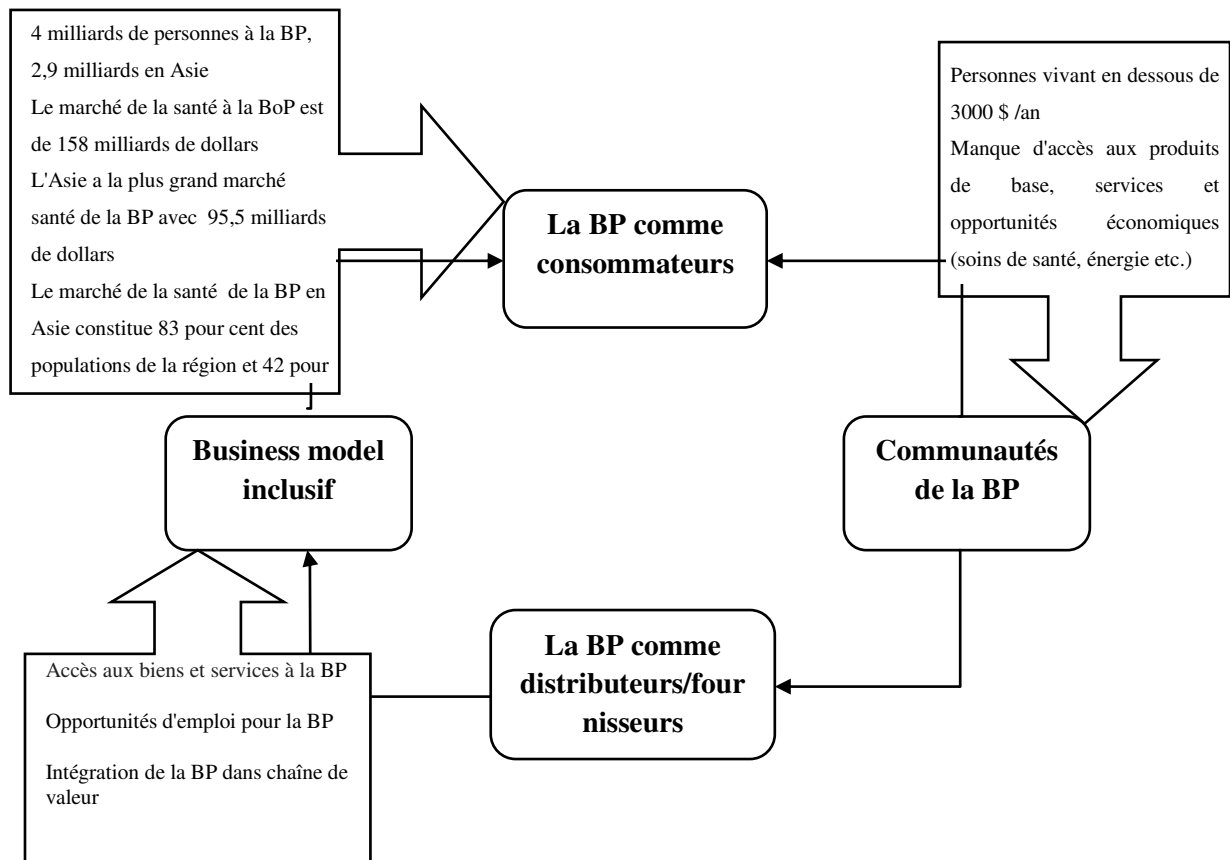 4 milliards de personnes à la BP,
2,9 milliards en Asie
Le marché de la santé à la BoP est
de 158 milliards de dollars
L'Asie a la plus grand marché
santé de la BP avec 95,5 milliards
de dollars
Le marché de la santé de la BP en
Asie constitue 83 pour cent des
populations de la région et 42 pour
Personnes vivant en dessous de
3000 $ /an
Manque d'accès aux produits
de base, services et
opportunités économiques
(soins de santé, énergie etc.)
La BP comme
consommateurs
Business model
inclusif
Communautés
de la BP
La BP comme
distributeurs/four
nisseurs
Accès aux biens et services à la BP
Opportunités d'emploi pour la BP
Intégration de la BP dans chaîne de
valeur